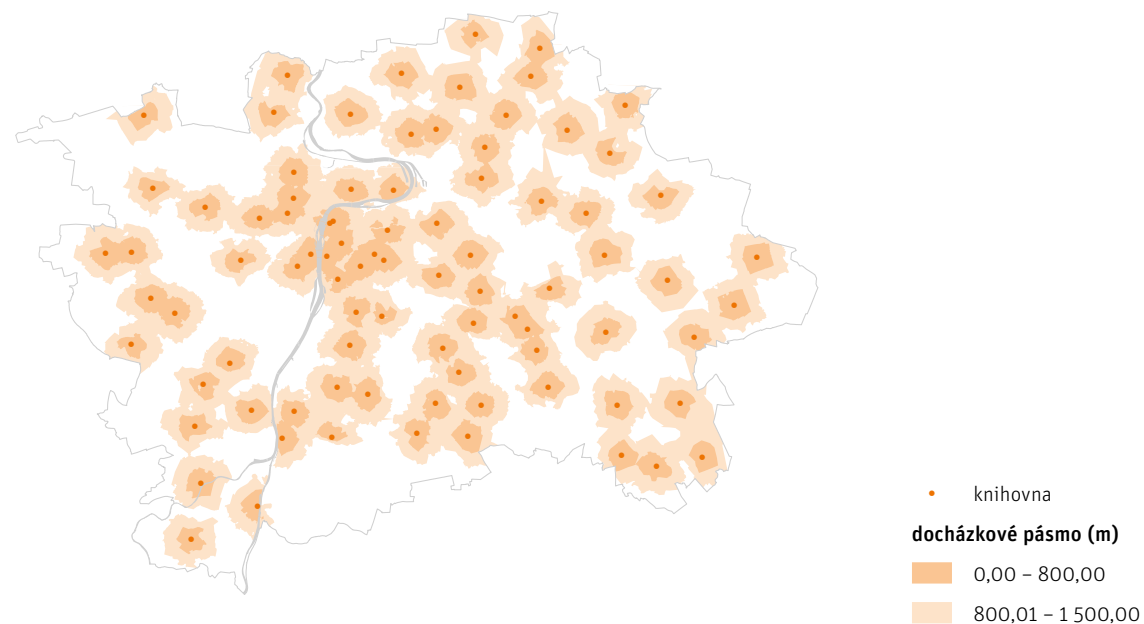 knihovna
docházkové pásmo (m)
0,00 – 800,00
800,01 – 1 500,00